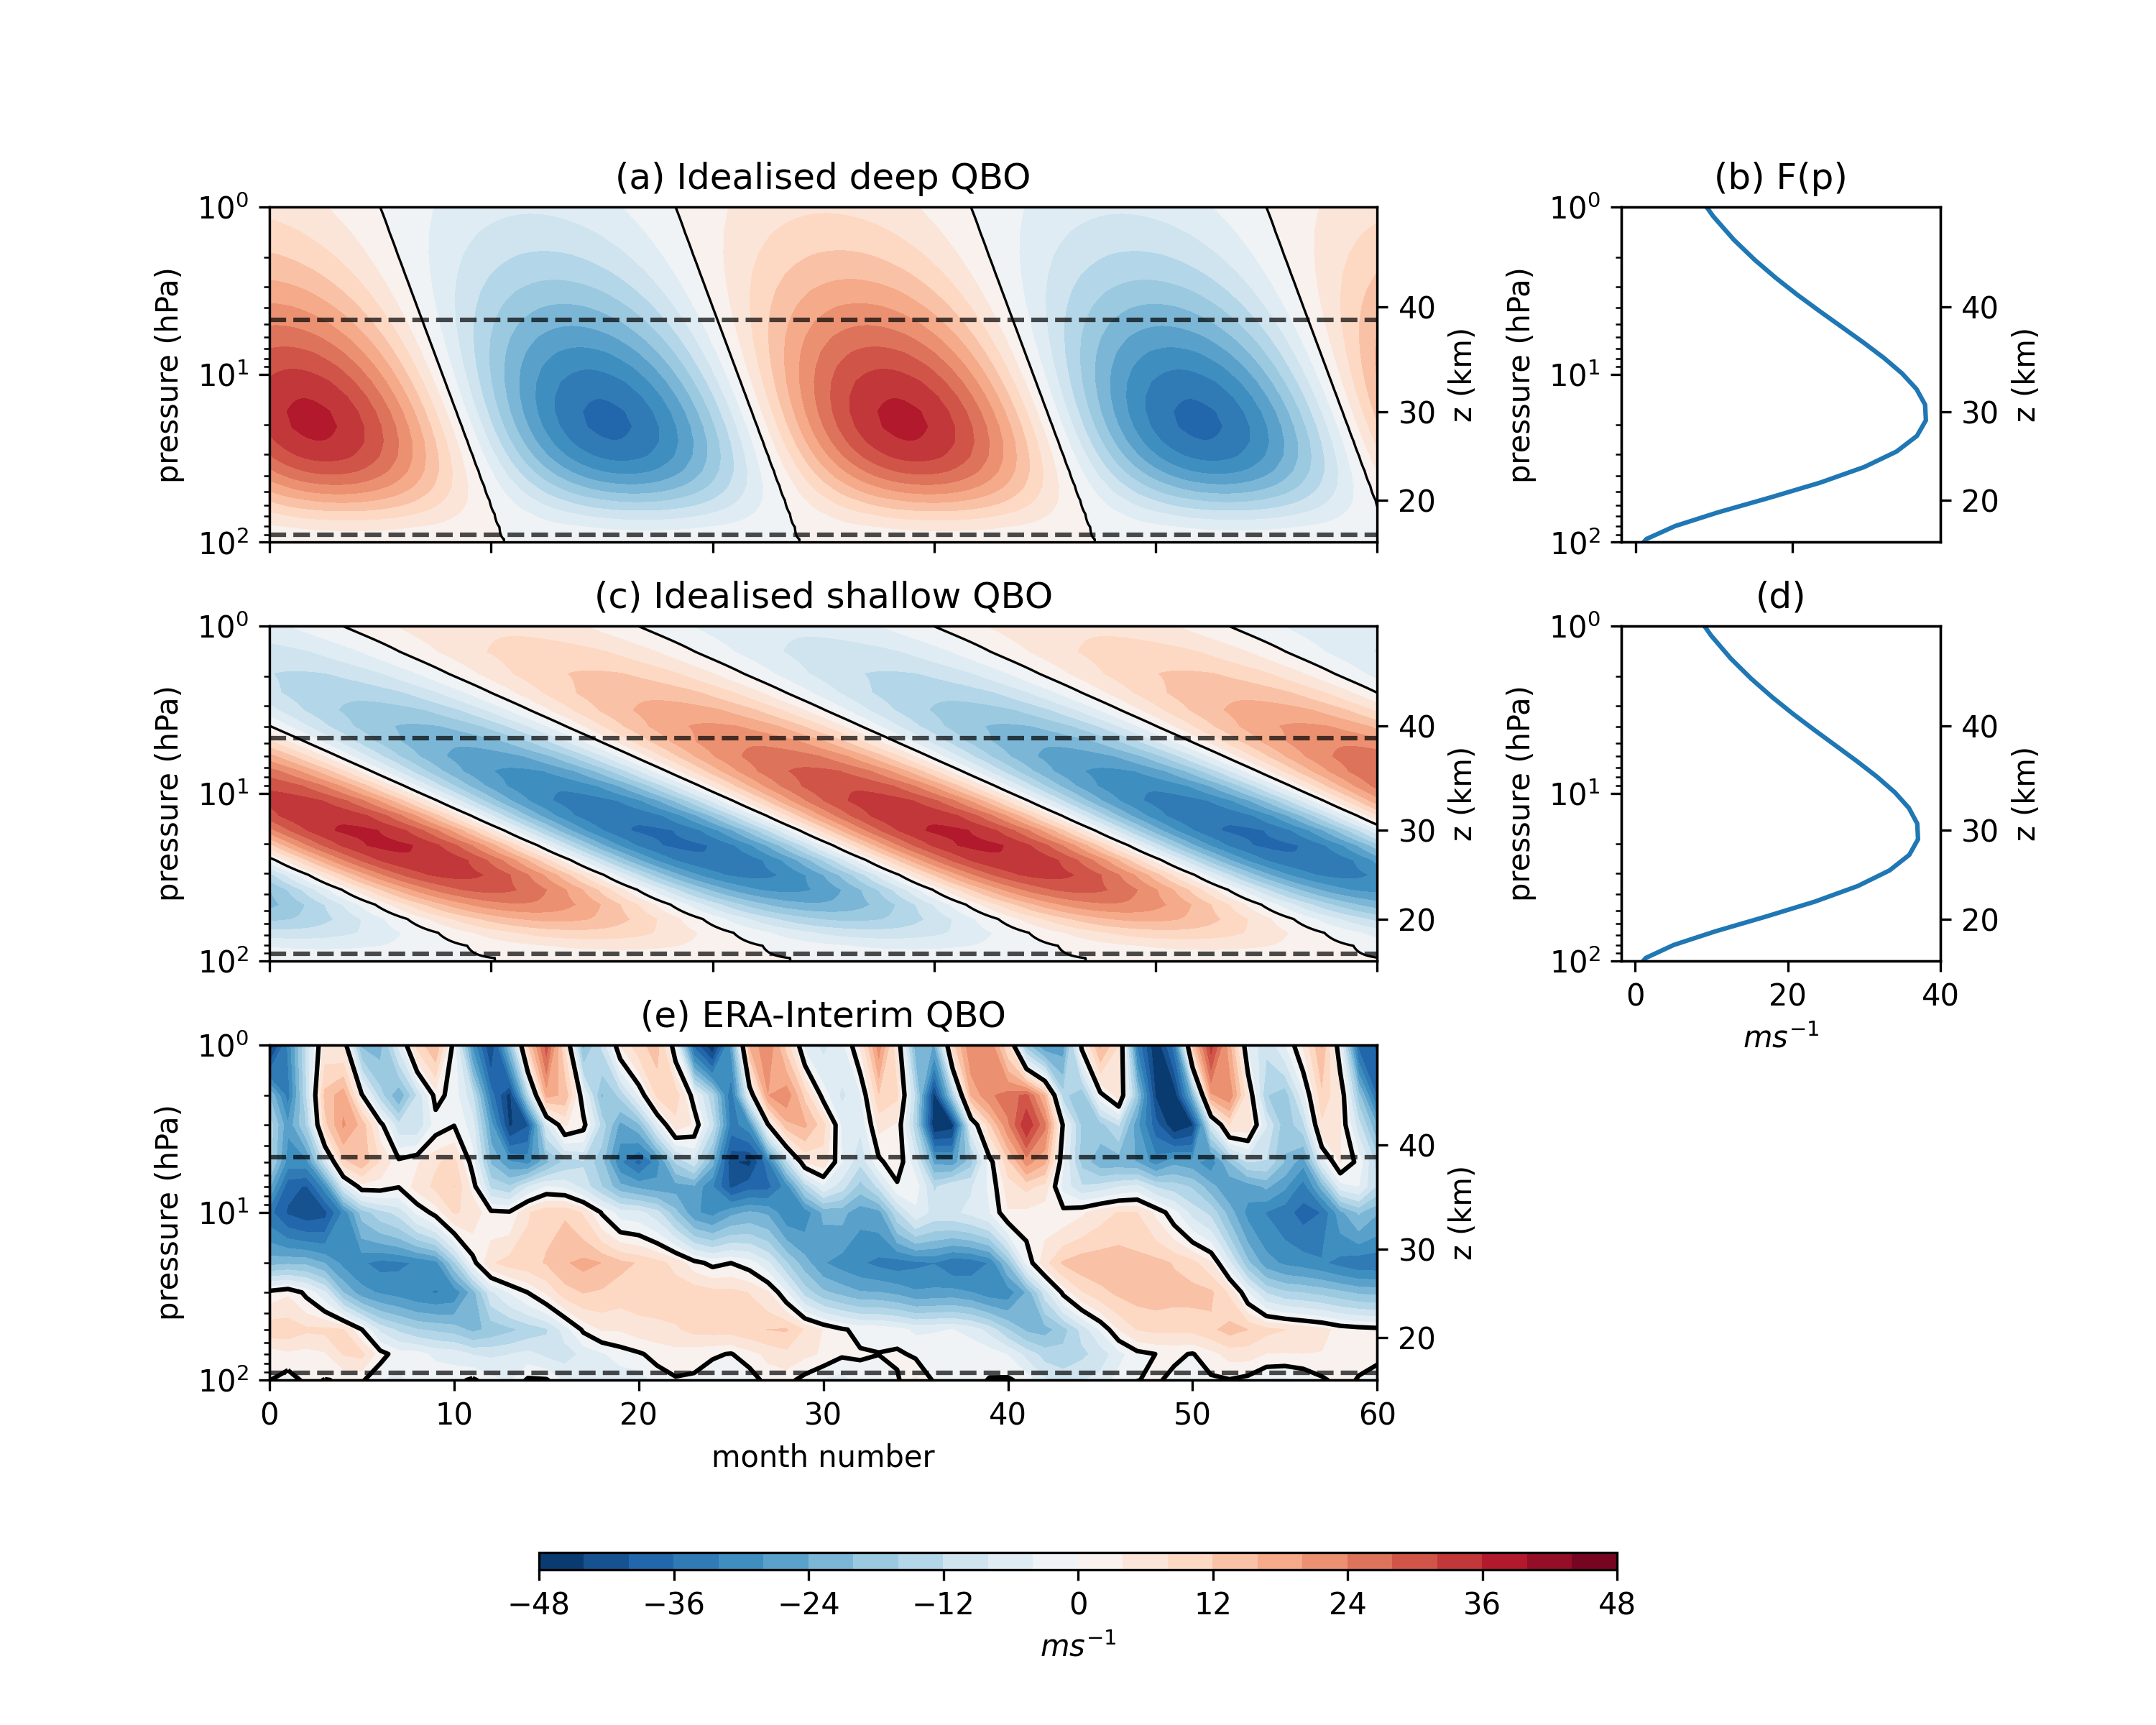 (a) Idealised deep QBO
10⁰
10¹
10²
pressure (hPa)
40
30
20
z (km)
(b) F(p)
10⁰
10¹
10²
pressure (hPa)
40
30
20
z (km)
(c) Idealised shallow QBO
10⁰
10¹
10²
pressure (hPa)
40
30
20
z (km)
(d)
10⁰
10¹
10²
pressure (hPa)
40
30
20
z (km)
0 20 40
ms⁻¹
(e) ERA-Interim QBO
10⁰
10¹
10²
pressure (hPa)
40
30
20
z (km)
0 10 20 30 40 50 60
month number
−48 −36 −24 −12 0 12 24 36 48
ms⁻¹